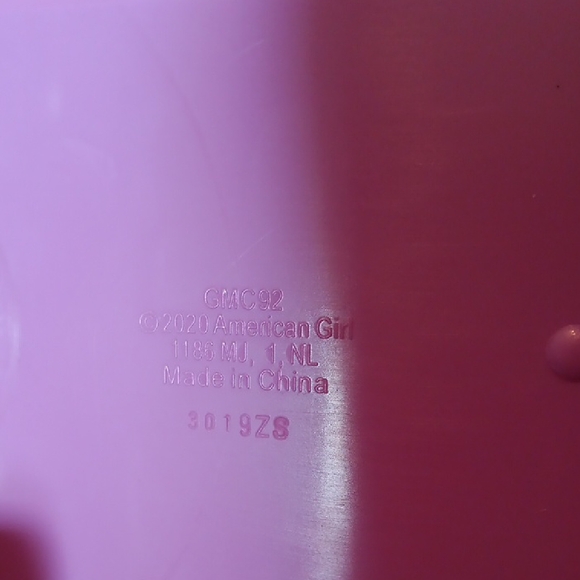 GMC92
©2020 American Girl
1186 MJ, 1, NL
Made in China
3019ZS